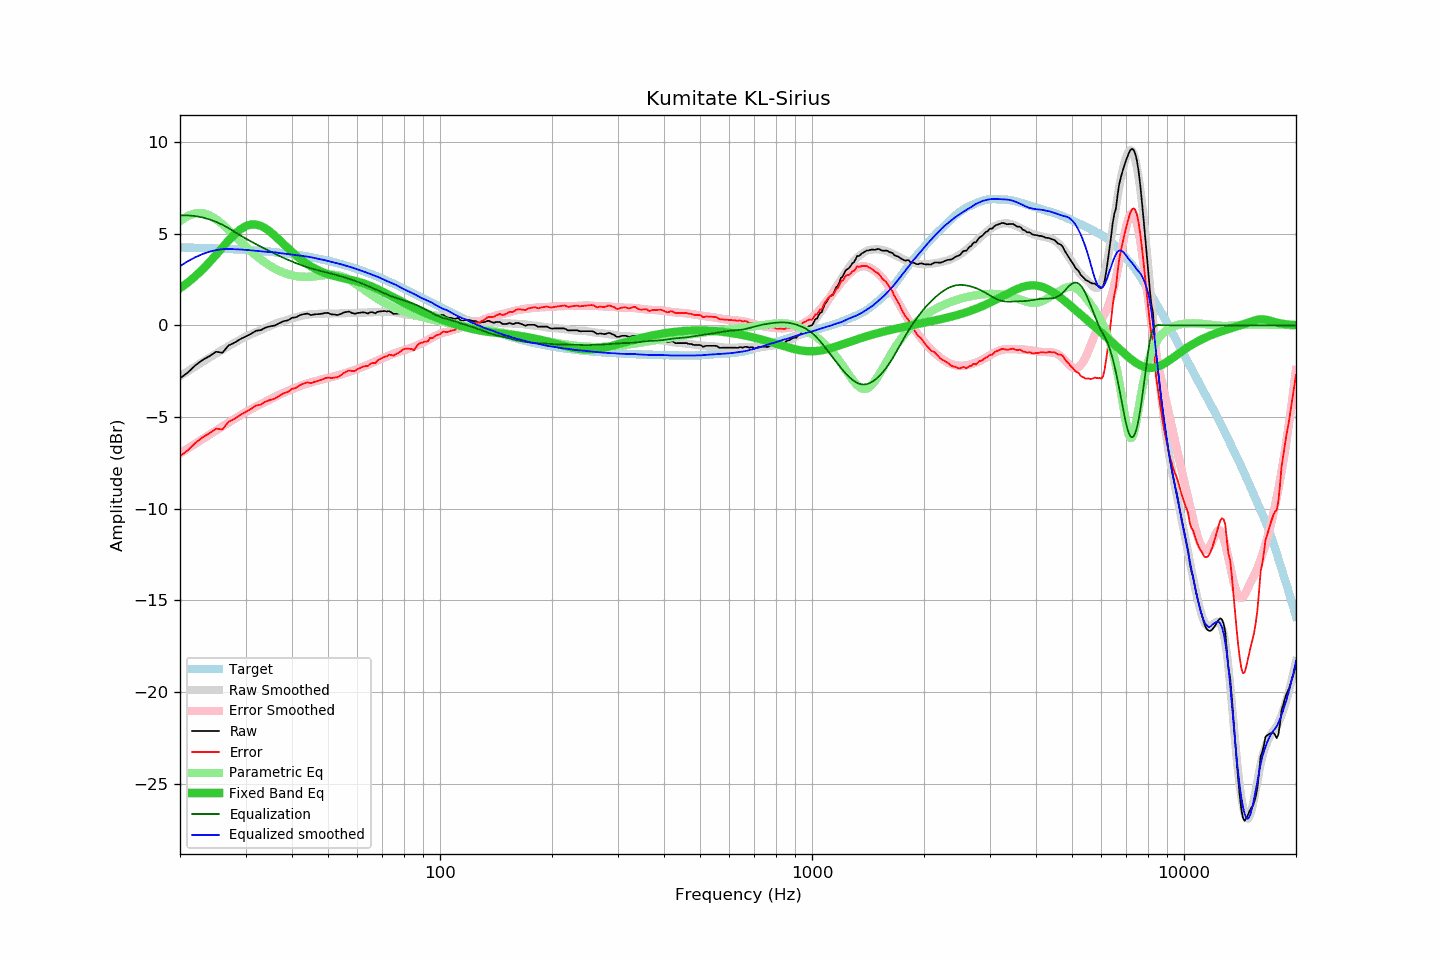 Kumitate KL-Sirius
10
5
0
−5
−10
−15
−20
−25
Amplitude (dBr)
Target
Raw Smoothed
Error Smoothed
Raw
Error
Parametric Eq
Fixed Band Eq
Equalization
Equalized smoothed
100
1000
10000
Frequency (Hz)